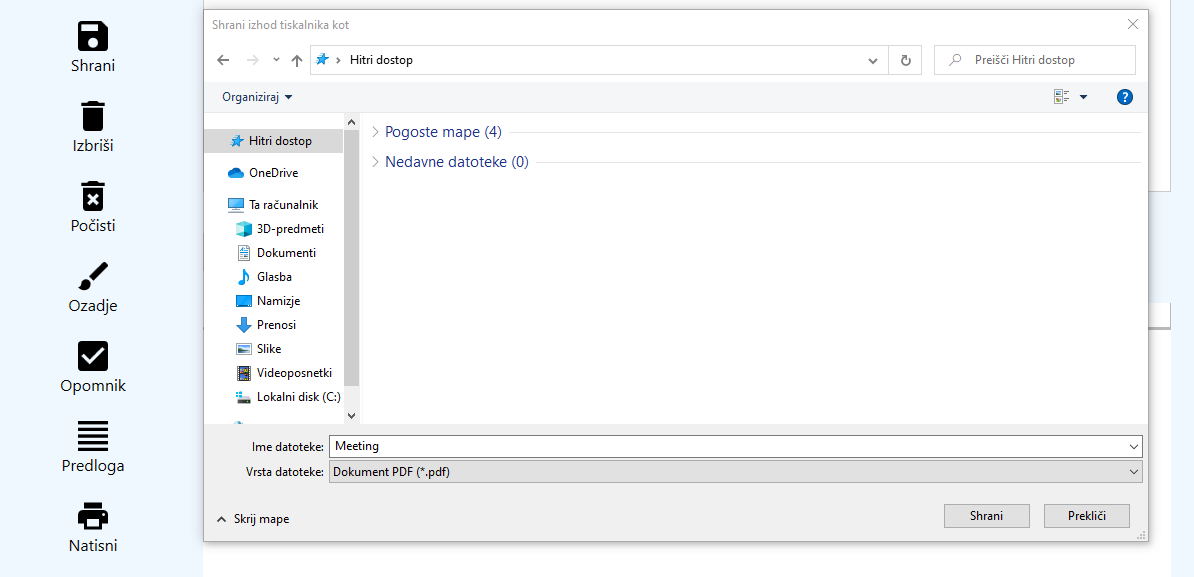 Shrani
Izbriši
Počisti
Ozadje
Opomnik
Predloga
Natisni
Shrani izhod tiskalnika kot
Hitri dostop
Preišči Hitri dostop
Organiziraj
?
Hitri dostop
OneDrive
Ta računalnik
3D-predmeti
Dokumenti
Glasba
Namizje
Prenosi
Slike
Videoposnetki
Lokalni disk (C:)
Pogoste mape (4)
Nedavne datoteke (0)
Ime datoteke: Meeting
Vrsta datoteke: Dokument PDF (*.pdf)
Skrij mape
Shrani
Prekliči